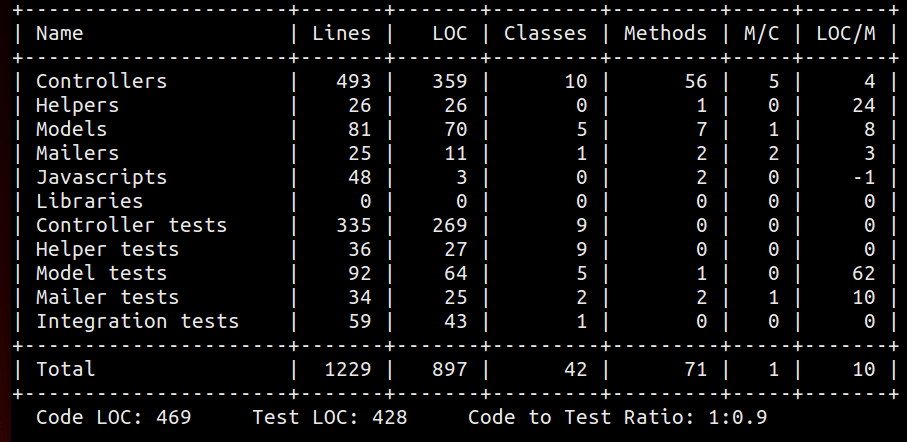 +----------------------+-------+-------+---------+---------+-----+-------+
| Name                 | Lines |   LOC | Classes | Methods | M/C | LOC/M |
+----------------------+-------+-------+---------+---------+-----+-------+
| Controllers          |   493 |   359 |      10 |      56 |   5 |     4 |
| Helpers              |    26 |    26 |       0 |       1 |   0 |    24 |
| Models               |    81 |    70 |       5 |       7 |   1 |     8 |
| Mailers              |    25 |    11 |       1 |       2 |   2 |     3 |
| Javascripts          |    48 |     3 |       0 |       2 |   0 |    -1 |
| Libraries            |     0 |     0 |       0 |       0 |   0 |     0 |
| Controller tests     |   335 |   269 |       9 |       0 |   0 |     0 |
| Helper tests         |    36 |    27 |       9 |       0 |   0 |     0 |
| Model tests          |    92 |    64 |       5 |       1 |   0 |    62 |
| Mailer tests         |    34 |    25 |       2 |       2 |   1 |    10 |
| Integration tests    |    59 |    43 |       1 |       0 |   0 |     0 |
+----------------------+-------+-------+---------+---------+-----+-------+
| Total                |  1229 |   897 |      42 |      71 |   1 |    10 |
+----------------------+-------+-------+---------+---------+-----+-------+
  Code LOC: 469     Test LOC: 428     Code to Test Ratio: 1:0.9